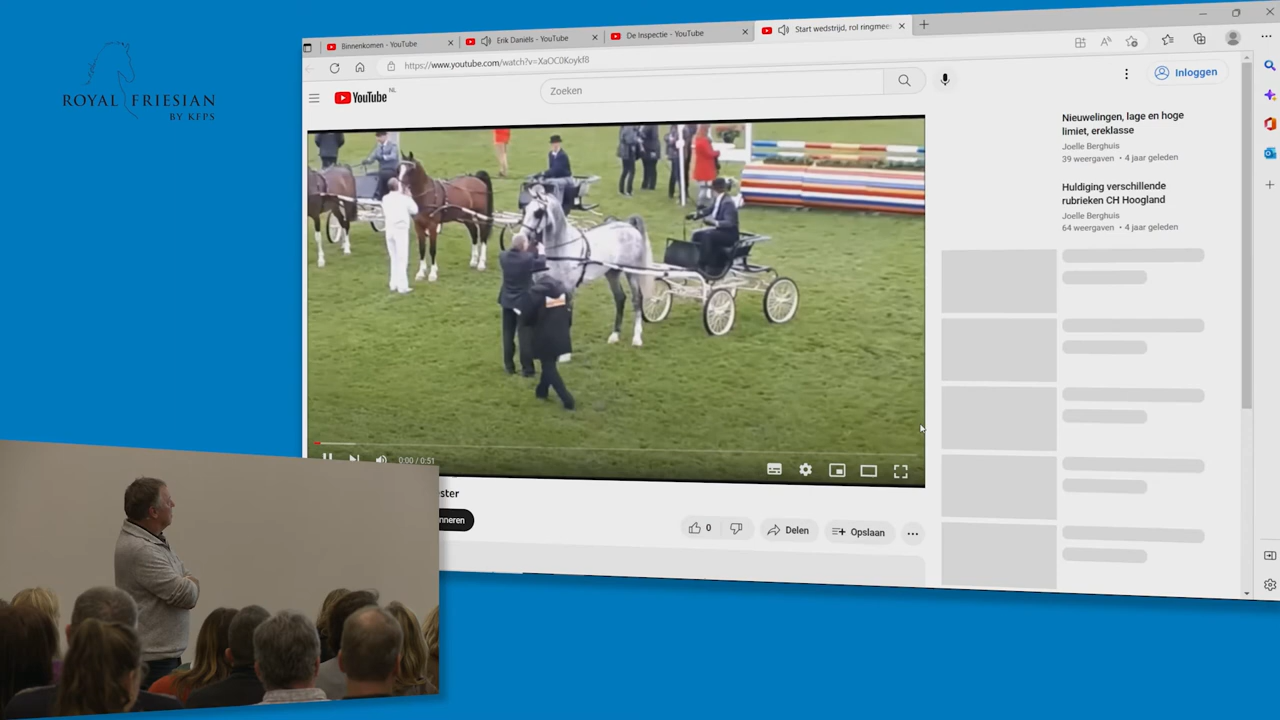 ROYAL FRIESIAN
BY KFPS
Binnenkomen - YouTube
Erik Daniëls - YouTube
De Inspectie - YouTube
Start wedstrijd, rol ringmees
https://www.youtube.com/watch?v=XaOC0Koykf8
YouTube NL
Zoeken
Inloggen
Nieuwelingen, lage en hoge
limiet, ereklasse
Joelle Berghuis
39 weergaven • 4 jaar geleden
Huldiging verschillende
rubrieken CH Hoogland
Joelle Berghuis
64 weergaven • 4 jaar geleden
0:00 / 0:51
ester
nneren
0
Delen
Opslaan